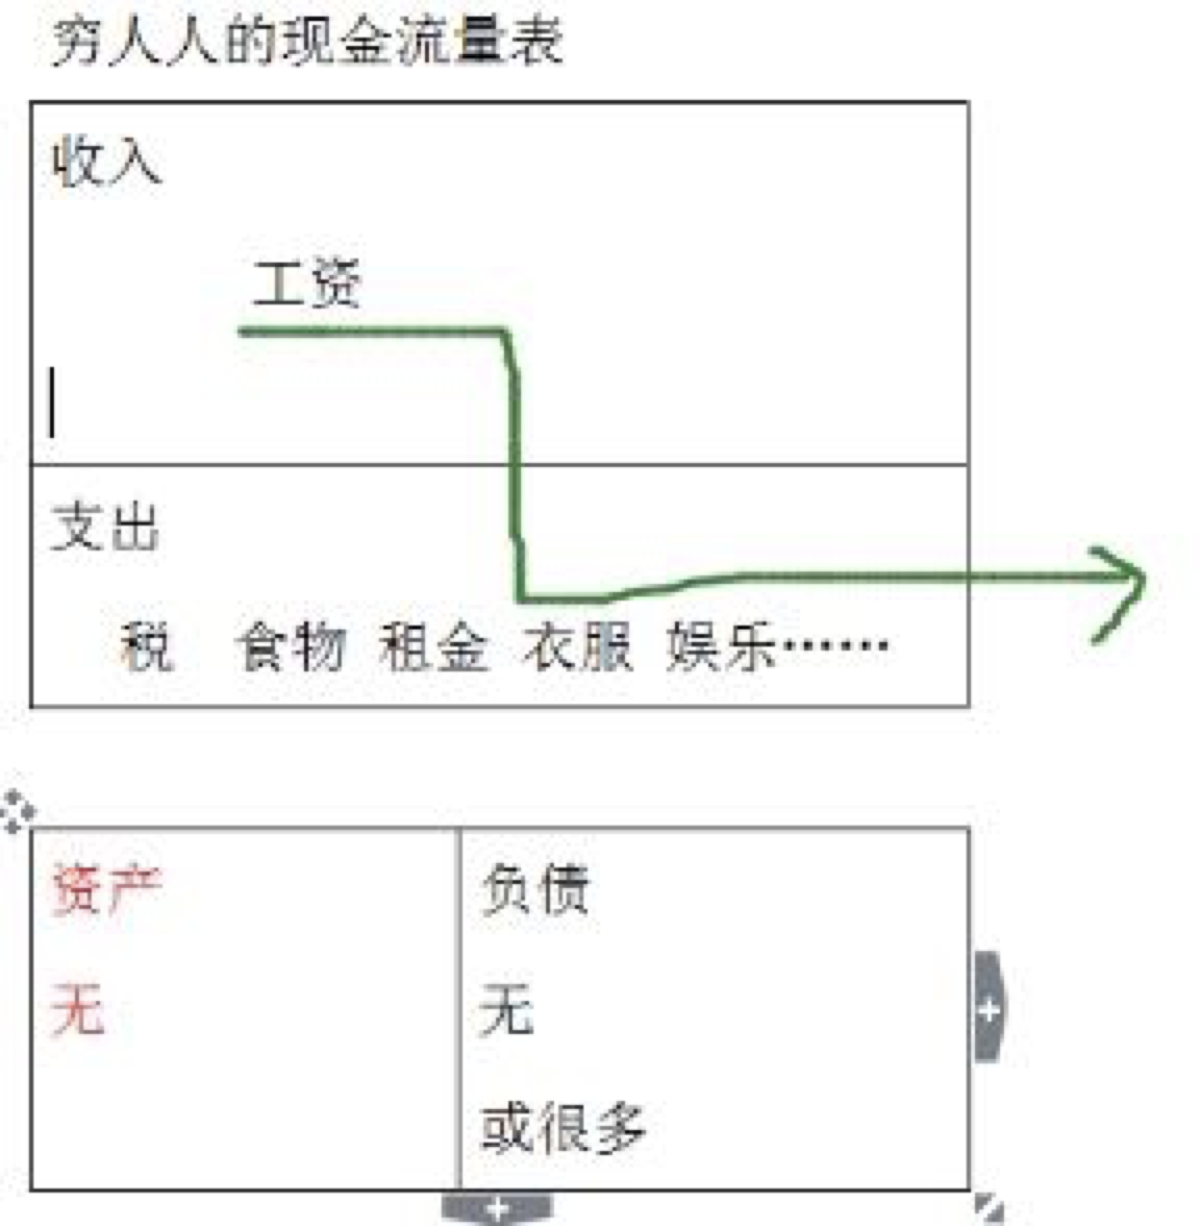 穷人人的现金流量表
收入
工资
支出
税 食物 租金 衣服 娱乐……
资产
无
负债
无
或很多